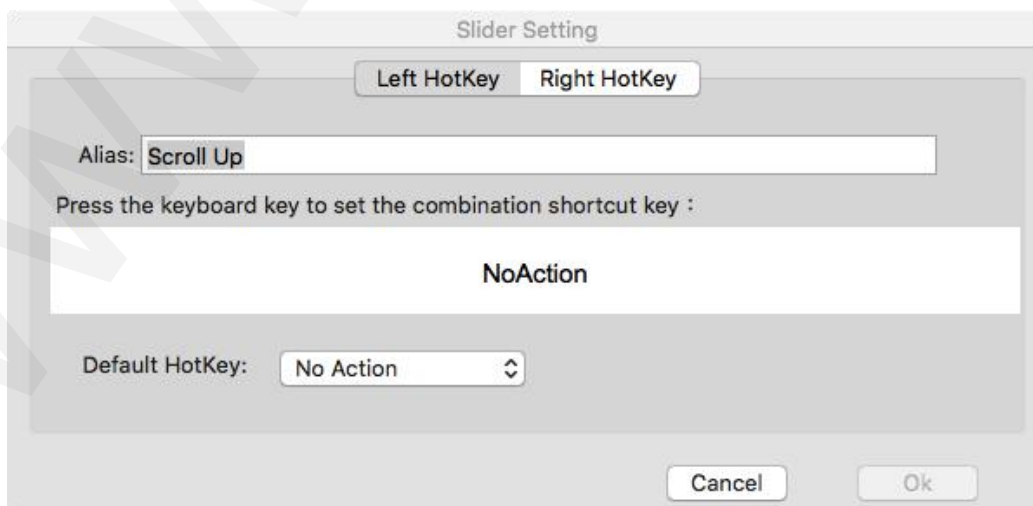 Slider Setting
Left HotKey Right HotKey
Alias: Scroll Up
Press the keyboard key to set the combination shortcut key：
NoAction
Default HotKey: No Action
Cancel Ok